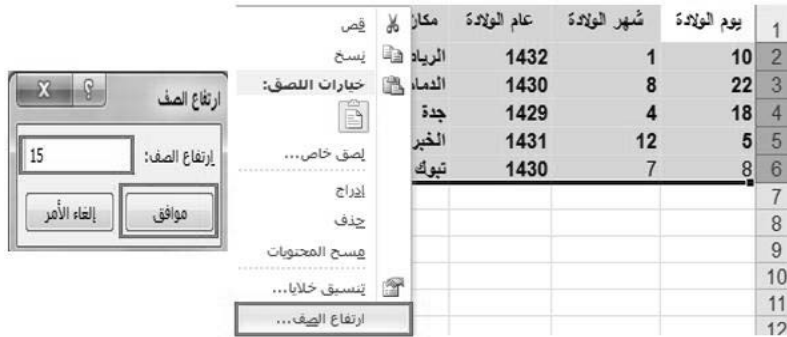 يوم الولادة شهر الولادة عام الولادة
1
10 1 1432 2
22 8 1430 الدمام 3
18 4 1429 جدة 4
5 12 1431 الخبر 5
8 7 1430 تبوك 6
7
8
9
10
11
12
قص
نسخ
خيارات اللصق:
لصق خاص...
إدراج
حذف
مسح المحتويات
تنسيق خلايا...
ارتفاع الصف...
ارتفاع الصف
إرتفاع الصف:
15
موافق
إلغاء الأمر